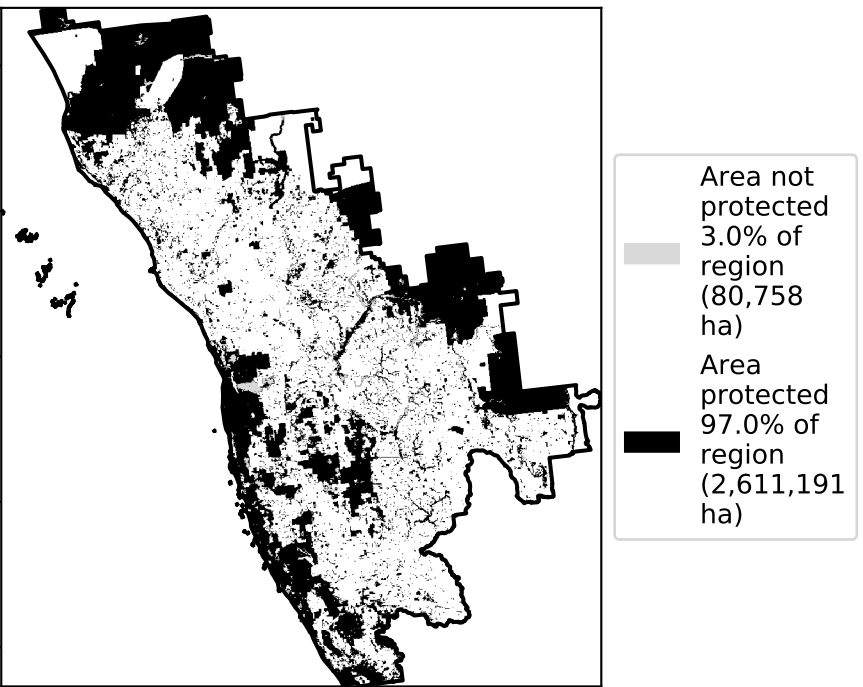 Area not
protected
3.0% of
region
(80,758
ha)
Area
protected
97.0% of
region
(2,611,191
ha)